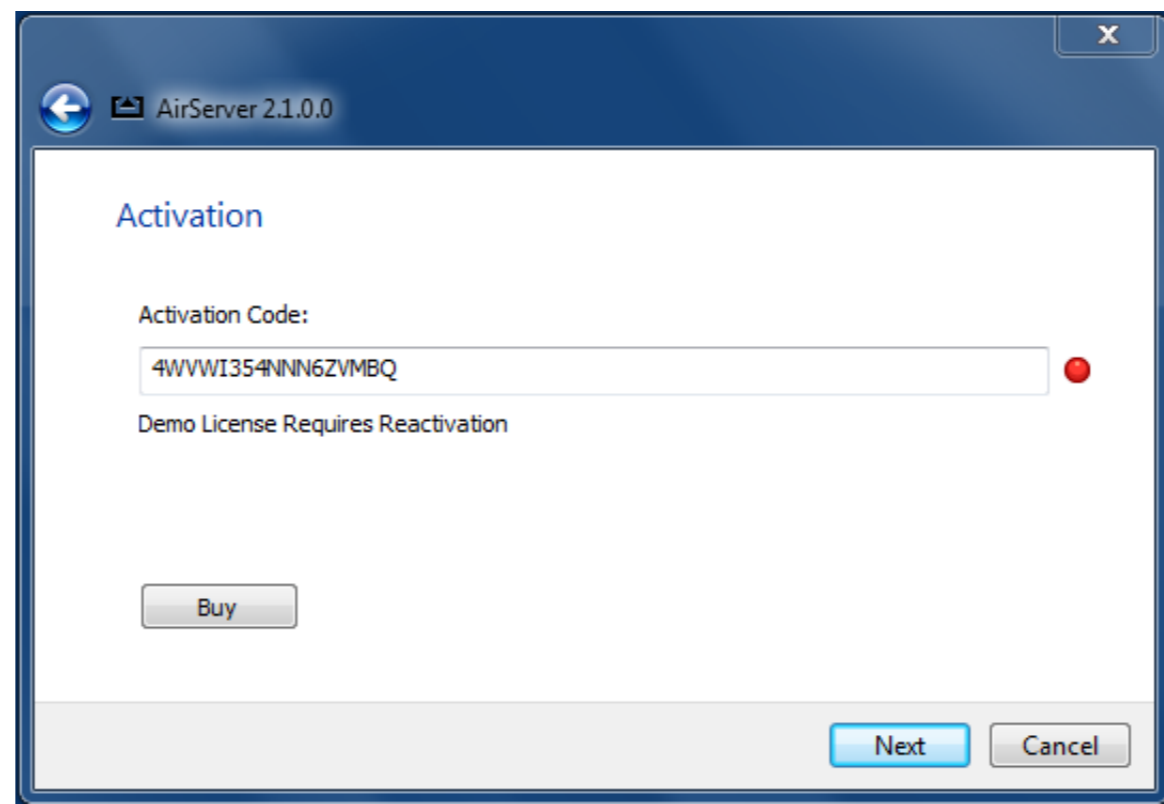 X
AirServer 2.1.0.0
Activation
Activation Code:
4WVWI354NNN6ZVMBQ
Demo License Requires Reactivation
Buy
Next
Cancel